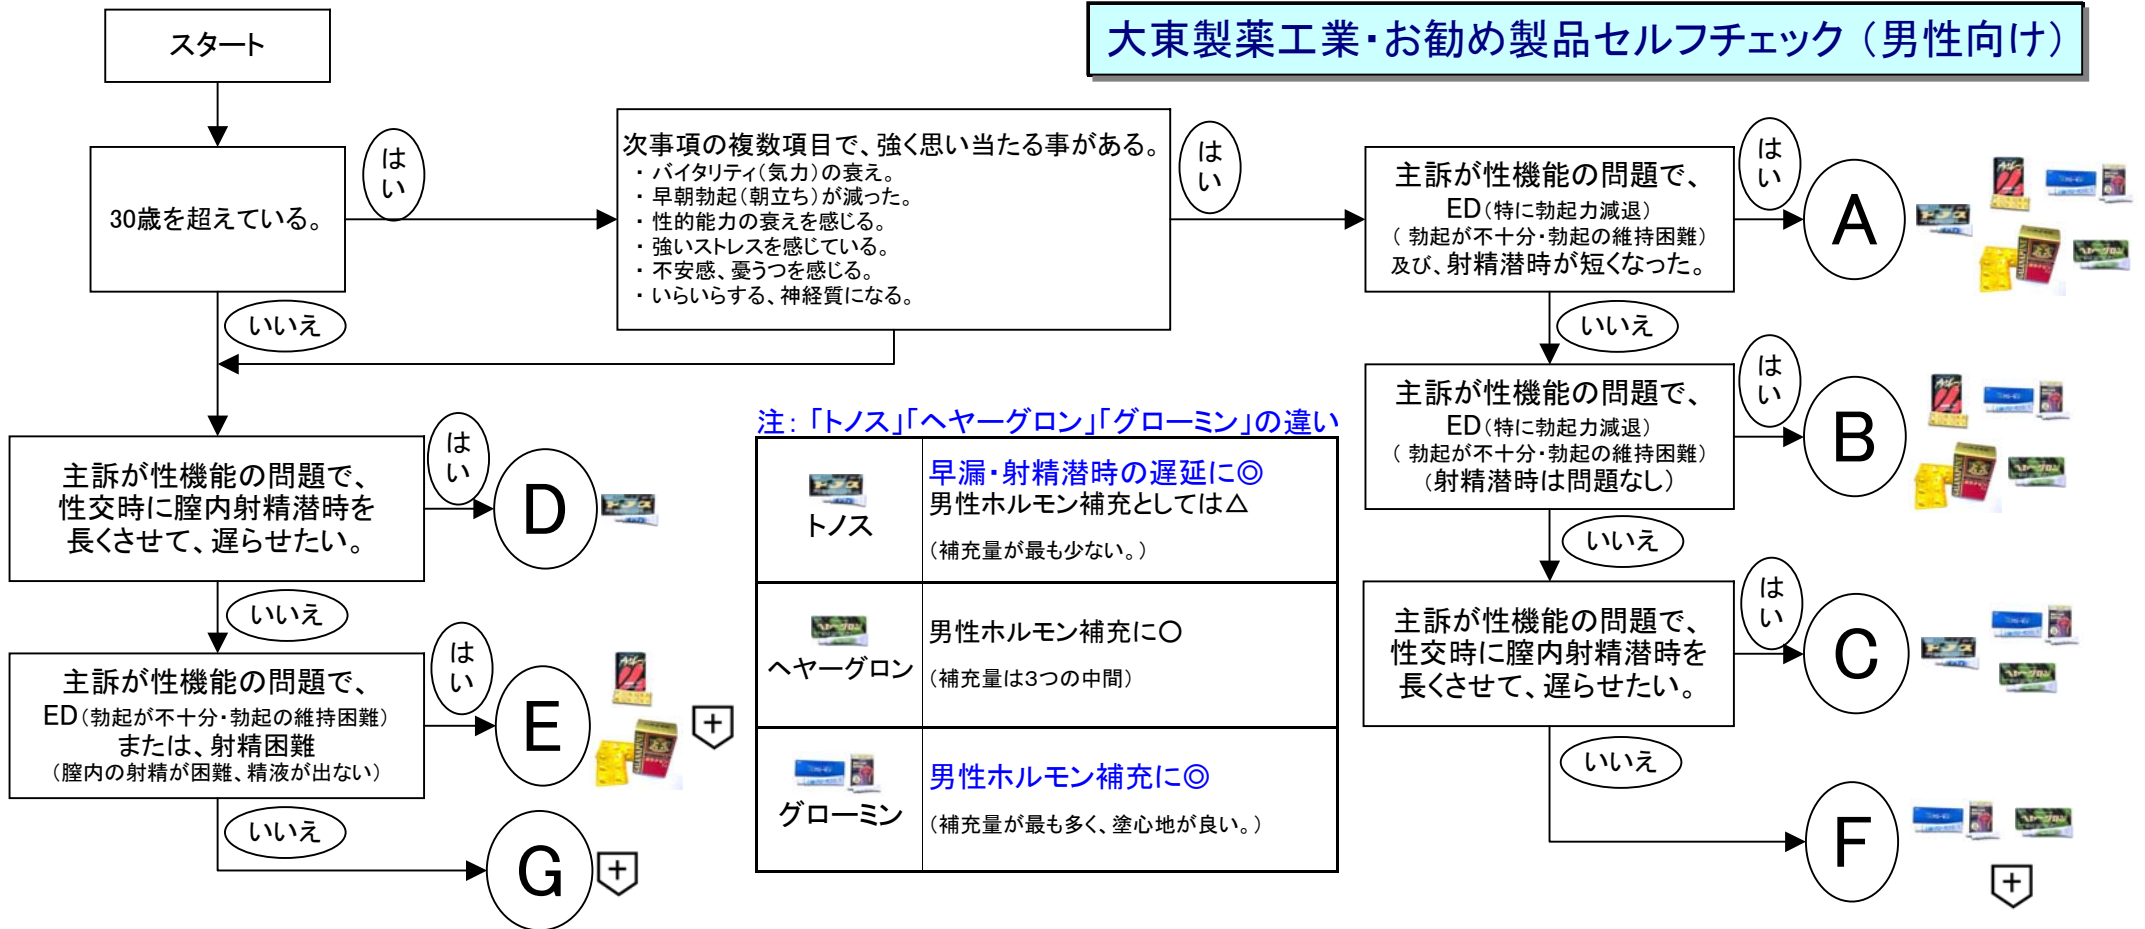 大東製薬工業・お勧め製品セルフチェック（男性向け）
スタート
30歳を超えている。
はい
いいえ
次事項の複数項目で、強く思い当たる事がある。
・ バイタリティ（気力）の衰え。
・ 早朝勃起（朝立ち）が減った。
・ 性的能力の衰えを感じる。
・ 強いストレスを感じている。
・ 不安感、憂うつを感じる。
・ いらいらする、神経質になる。
はい
主訴が性機能の問題で、
ED（特に勃起力減退）
（ 勃起が不十分・勃起の維持困難）
及び、射精潜時が短くなった。
はい
A
いいえ
主訴が性機能の問題で、
ED（特に勃起力減退）
（ 勃起が不十分・勃起の維持困難）
（射精潜時は問題なし）
はい
B
いいえ
主訴が性機能の問題で、
性交時に膣内射精潜時を
長くさせて、遅らせたい。
はい
C
いいえ
F
主訴が性機能の問題で、
性交時に膣内射精潜時を
長くさせて、遅らせたい。
はい
D
いいえ
主訴が性機能の問題で、
ED（勃起が不十分・勃起の維持困難）
または、射精困難
（膣内の射精が困難、精液が出ない）
はい
E
いいえ
G
注：「トノス」「ヘヤーグロン」「グローミン」の違い
トノス
早漏・射精潜時の遅延に◎
男性ホルモン補充としては△
（補充量が最も少ない。）
ヘヤーグロン
男性ホルモン補充に○
（補充量は3つの中間）
グローミン
男性ホルモン補充に◎
（補充量が最も多く、塗心地が良い。）